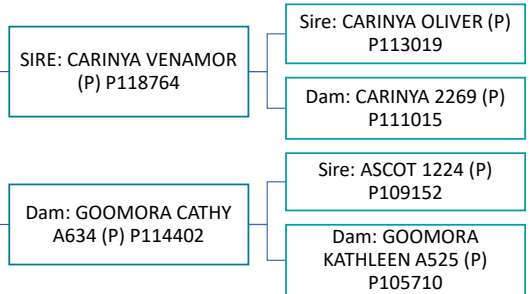 SIRE: CARINYA VENAMOR
(P) P118764
Sire: CARINYA OLIVER (P)
P113019
Dam: CARINYA 2269 (P)
P111015
Dam: GOOMORA CATHY
A634 (P) P114402
Sire: ASCOT 1224 (P)
P109152
Dam: GOOMORA
KATHLEEN A525 (P)
P105710